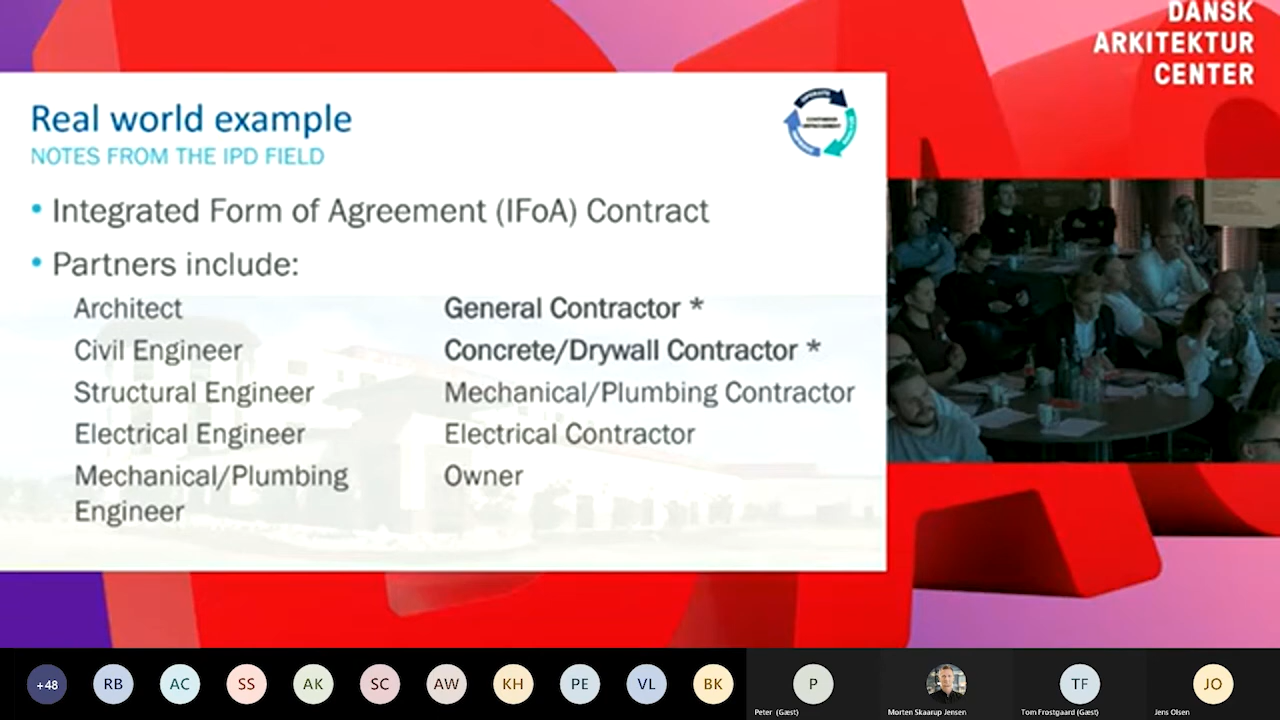 DANSK
ARKITEKTUR
CENTER
Real world example
NOTES FROM THE IPD FIELD
• Integrated Form of Agreement (IFoA) Contract
• Partners include:
Architect
Civil Engineer
Structural Engineer
Electrical Engineer
Mechanical/Plumbing
Engineer
General Contractor *
Concrete/Drywall Contractor *
Mechanical/Plumbing Contractor
Electrical Contractor
Owner
+48 RB AC SS AK SC AW KH PE VL BK P TF JO
Peter (Gæst) Morten Skaarup Jensen Tom Frostgaard (Gæst) Jens Olsen